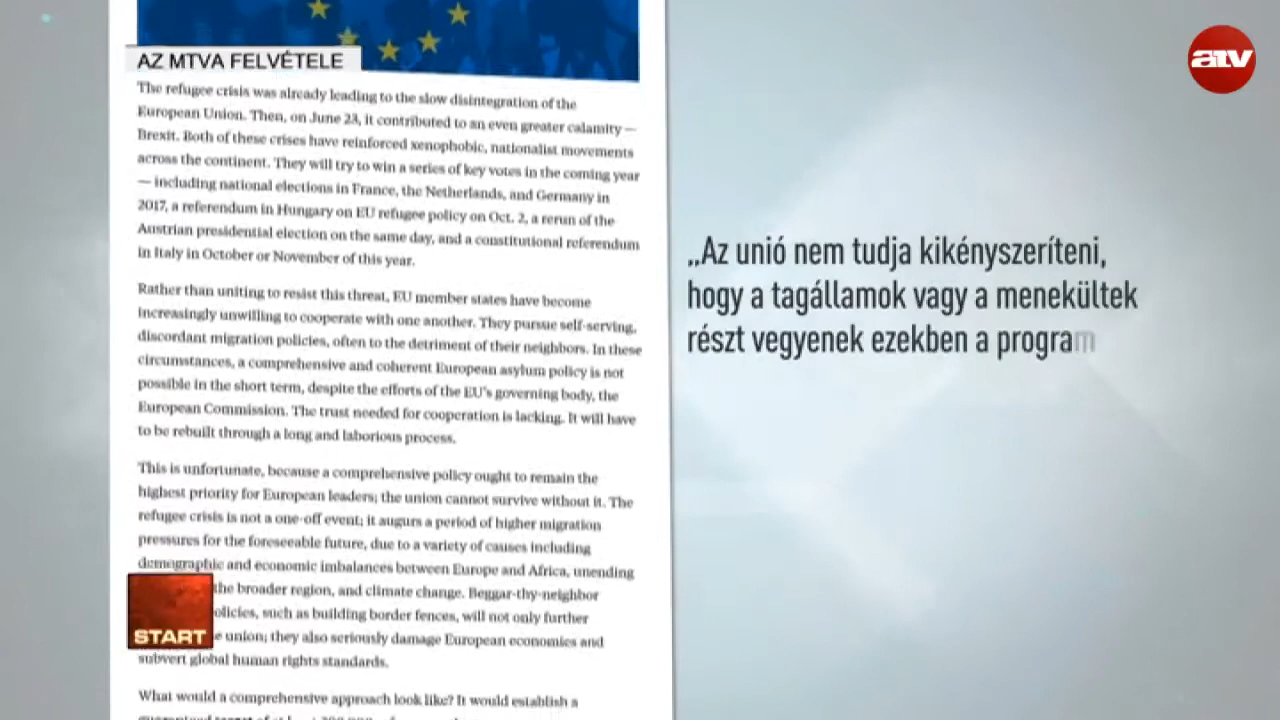 atv
AZ MTVA FELVÉTELE
The refugee crisis was already leading to the slow disintegration of the
European Union. Then, on June 23, it contributed to an even greater calamity —
Brexit. Both of these crises have reinforced xenophobic, nationalist movements
across the continent. They will try to win a series of key votes in the coming year
— including national elections in France, the Netherlands, and Germany in
2017, a referendum in Hungary on EU refugee policy on Oct. 2, a rerun of the
Austrian presidential election on the same day, and a constitutional referendum
in Italy in October or November of this year.
Rather than uniting to resist this threat, EU member states have become
increasingly unwilling to cooperate with one another. They pursue self-serving,
discordant migration policies, often to the detriment of their neighbors. In these
circumstances, a comprehensive and coherent European asylum policy is not
possible in the short term, despite the efforts of the EU's governing body, the
European Commission. The trust needed for cooperation is lacking. It will have
to be rebuilt through a long and laborious process.
This is unfortunate, because a comprehensive policy ought to remain the
highest priority for European leaders; the union cannot survive without it. The
refugee crisis is not a one-off event; it augurs a period of higher migration
pressures for the foreseeable future, due to a variety of causes including
demographic and economic imbalances between Europe and Africa, unending
the broader region, and climate change. Beggar-thy-neighbor
olicies, such as building border fences, will not only further
e union; they also seriously damage European economies and
subvert global human rights standards.
What would a comprehensive approach look like? It would establish a
START
„Az unió nem tudja kikényszeríteni,
hogy a tagállamok vagy a menekültek
részt vegyenek ezekben a program